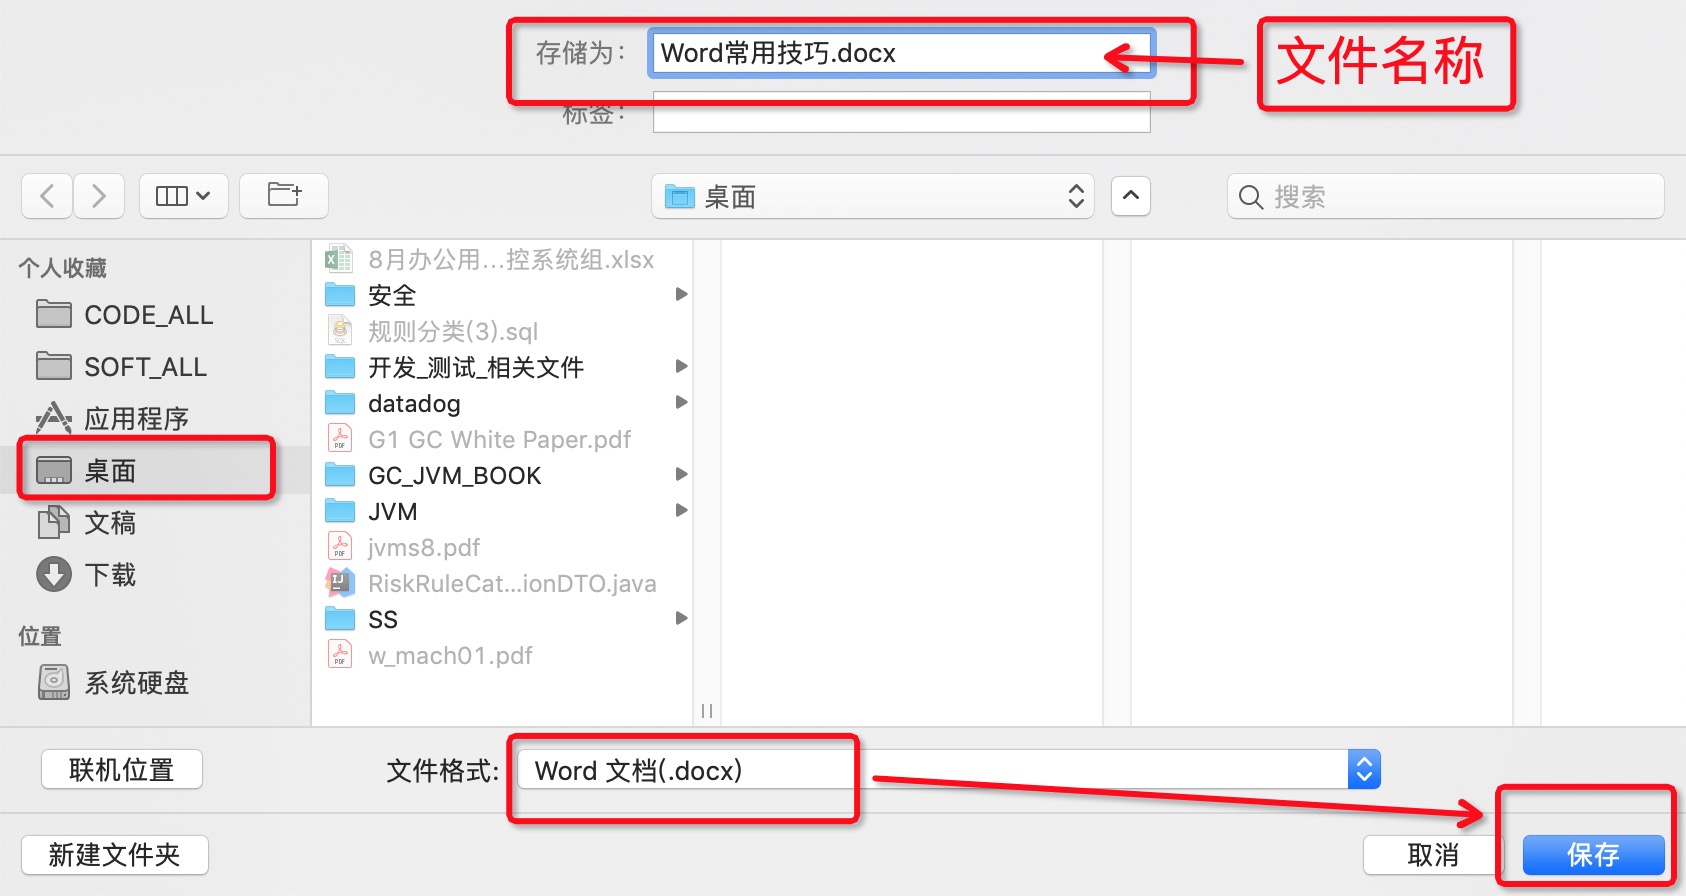 存储为：
Word常用技巧.docx
文件名称
标签：
桌面
搜索
个人收藏
CODE_ALL
SOFT_ALL
应用程序
桌面
文稿
下载
位置
系统硬盘
8月办公用...控系统组.xlsx
安全
规则分类(3).sql
开发_测试_相关文件
datadog
G1 GC White Paper.pdf
GC_JVM_BOOK
JVM
jvms8.pdf
RiskRuleCat...ionDTO.java
SS
w_mach01.pdf
联机位置
文件格式:
Word 文档(.docx)
新建文件夹
取消
保存